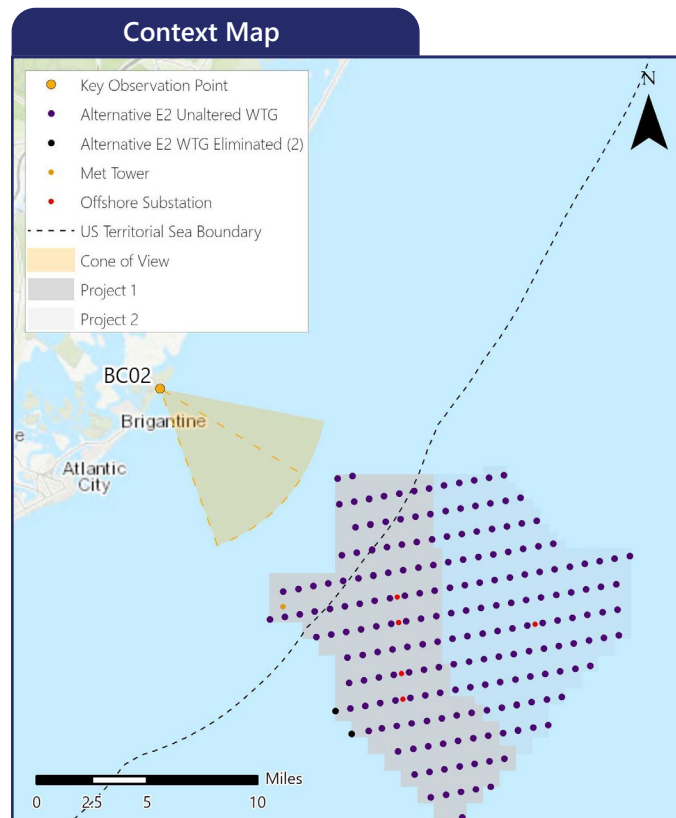 Context Map
N
Key Observation Point
Alternative E2 Unaltered WTG
Alternative E2 WTG Eliminated (2)
Met Tower
Offshore Substation
US Territorial Sea Boundary
Cone of View
Project 1
Project 2
BC02
Brigantine
e
Atlantic
City
Miles
0 2.5 5 10